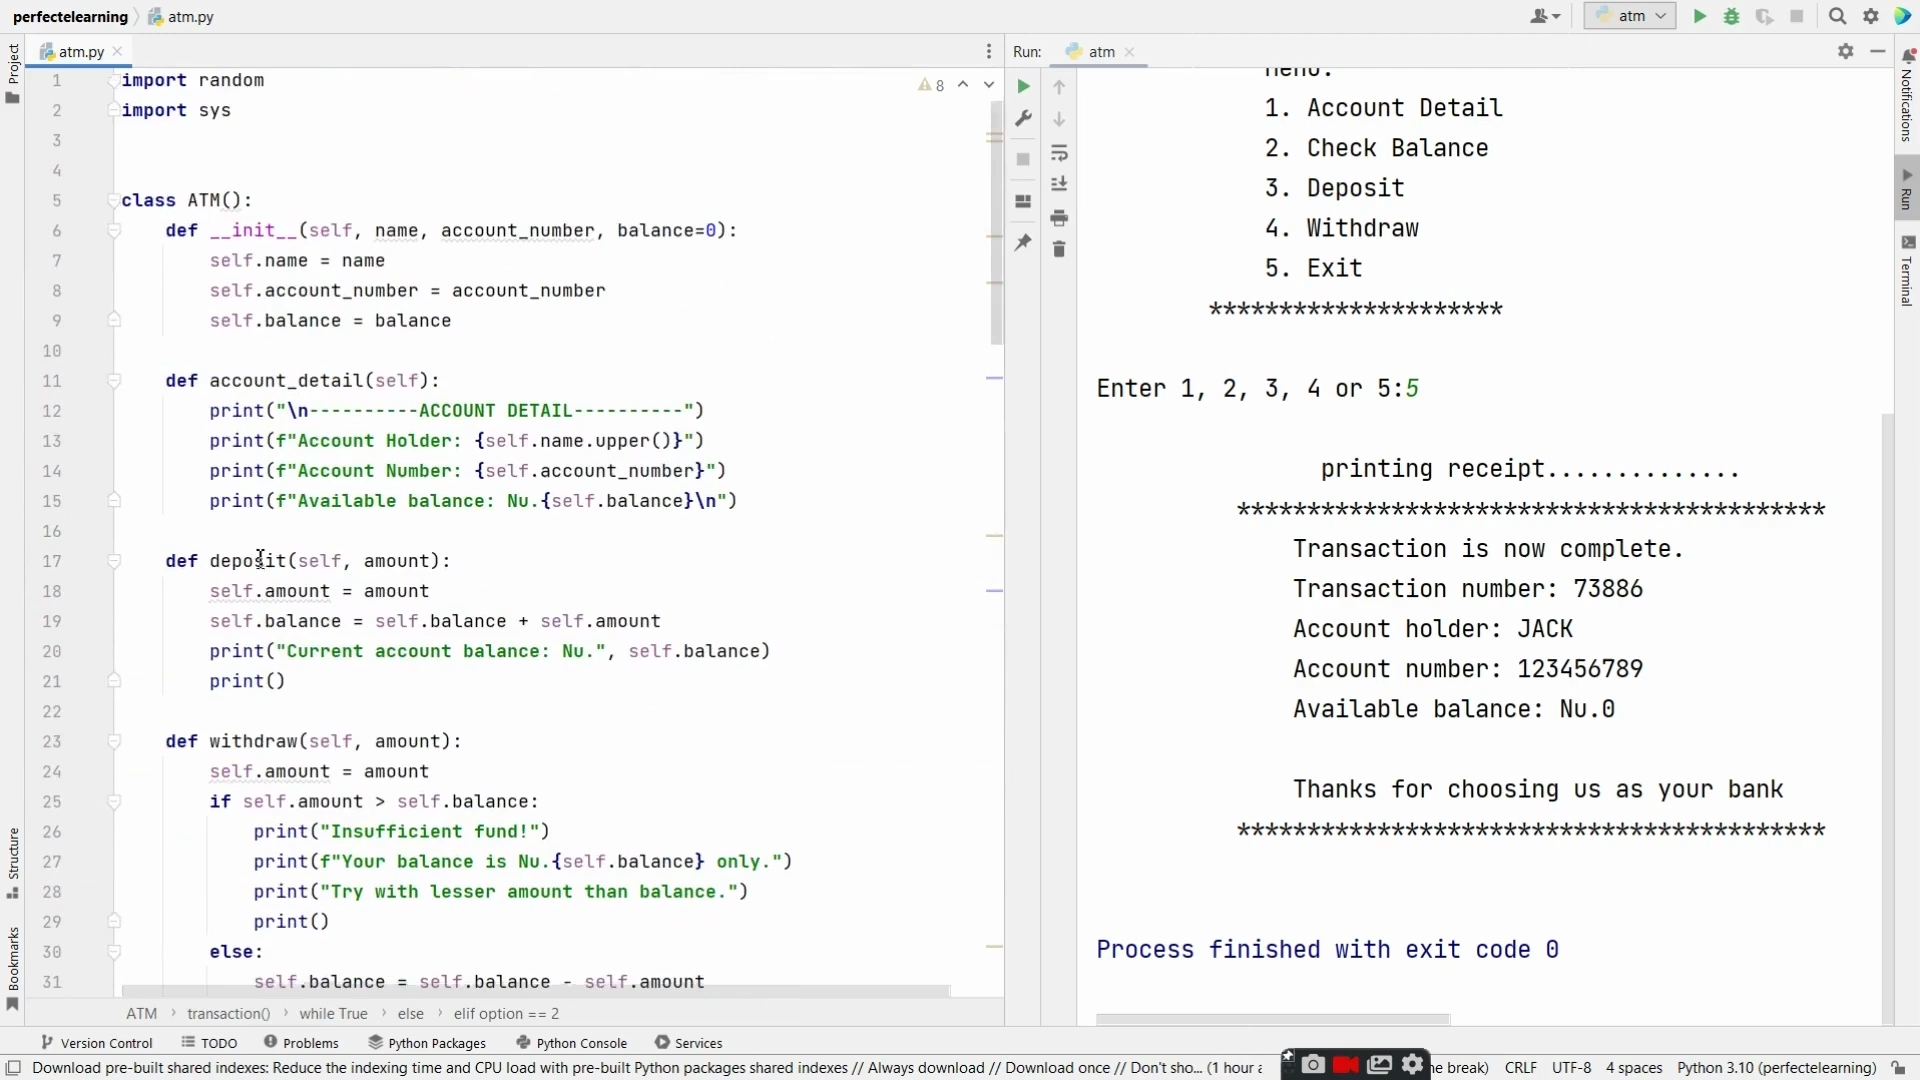 perfectelearning atm.py
atm
atm.py
Run: atm
Project
Structure
Bookmarks
1 import random
2 import sys
3
4
5 class ATM():
6 def __init__(self, name, account_number, balance=0):
7 self.name = name
8 self.account_number = account_number
9 self.balance = balance
10
11 def account_detail(self):
12 print("\n----------ACCOUNT DETAIL----------")
13 print(f"Account Holder: {self.name.upper()}")
14 print(f"Account Number: {self.account_number}")
15 print(f"Available balance: Nu.{self.balance}\n")
16
17 def deposit(self, amount):
18 self.amount = amount
19 self.balance = self.balance + self.amount
20 print("Current account balance: Nu.", self.balance)
21 print()
22
23 def withdraw(self, amount):
24 self.amount = amount
25 if self.amount > self.balance:
26 print("Insufficient fund!")
27 print(f"Your balance is Nu.{self.balance} only.")
28 print("Try with lesser amount than balance.")
29 print()
30 else:
31 self.balance = self.balance - self.amount
8
ATM transaction() while True else elif option == 2
Menu:
1. Account Detail
2. Check Balance
3. Deposit
4. Withdraw
5. Exit
*********************
Enter 1, 2, 3, 4 or 5:5
printing receipt..............
******************************************
Transaction is now complete.
Transaction number: 73886
Account holder: JACK
Account number: 123456789
Available balance: Nu.0
Thanks for choosing us as your bank
******************************************
Process finished with exit code 0
Notifications
Run
Terminal
Version Control TODO Problems Python Packages Python Console Services
Download pre-built shared indexes: Reduce the indexing time and CPU load with pre-built Python packages shared indexes // Always download // Download once // Don't sho... (1 hour
ne break) CRLF UTF-8 4 spaces Python 3.10 (perfectelearning)